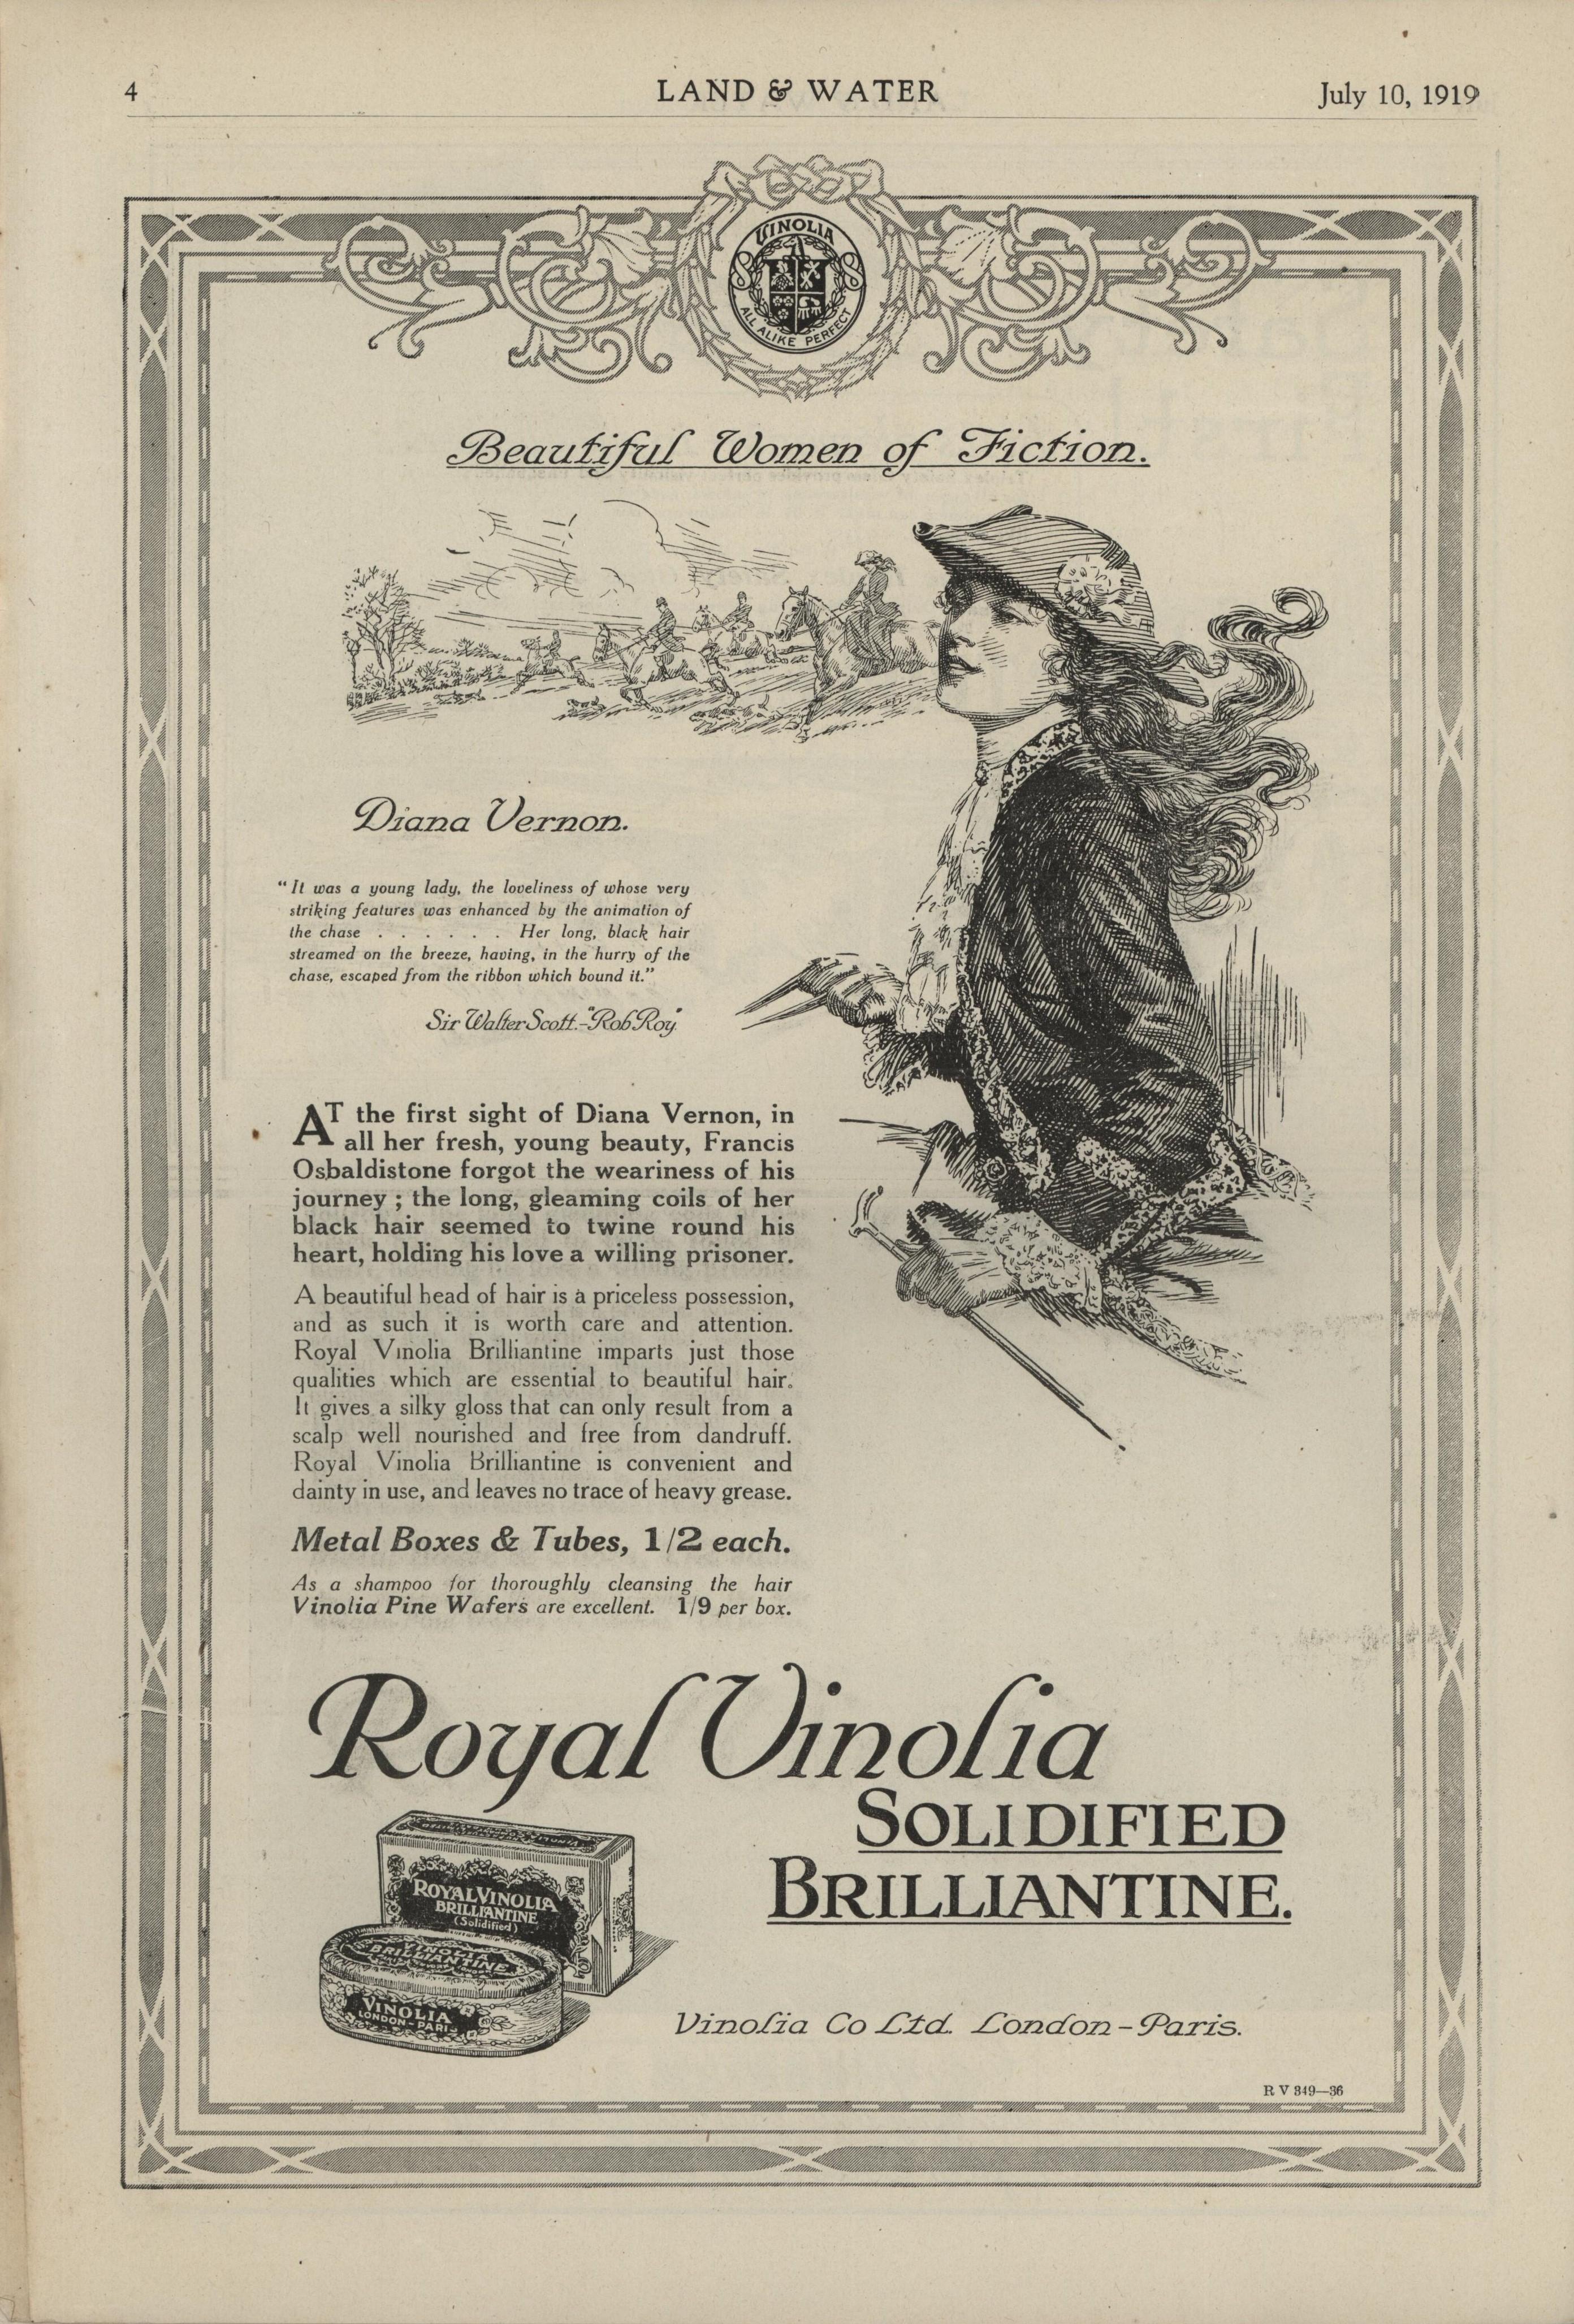 4
LAND & WATER
July 10, 1919
VINOLIA
ALL ALIKE PERFECT
Beautiful Women of Fiction.
Diana Vernon.
"It was a young lady, the loveliness of whose very
striking features was enhanced by the animation of
the chase . . . . . . Her long, black hair
streamed on the breeze, having, in the hurry of the
chase, escaped from the ribbon which bound it."
Sir Walter Scott.-"Rob Roy"
AT the first sight of Diana Vernon, in
all her fresh, young beauty, Francis
Osbaldistone forgot the weariness of his
journey ; the long, gleaming coils of her
black hair seemed to twine round his
heart, holding his love a willing prisoner.
A beautiful head of hair is a priceless possession,
and as such it is worth care and attention.
Royal Vinolia Brilliantine imparts just those
qualities which are essential to beautiful hair.
It gives a silky gloss that can only result from a
scalp well nourished and free from dandruff.
Royal Vinolia Brilliantine is convenient and
dainty in use, and leaves no trace of heavy grease.
Metal Boxes & Tubes, 1/2 each.
As a shampoo for thoroughly cleansing the hair
Vinolia Pine Wafers are excellent. 1/9 per box.
Royal Vinolia
SOLIDIFIED
BRILLIANTINE.
ROYAL VINOLIA
BRILLIANTINE
(Solidified)
VINOLIA
BRILLIANTINE
VINOLIA
LONDON-PARIS
Vinolia Co Ltd. London-Paris.
R V 349—36